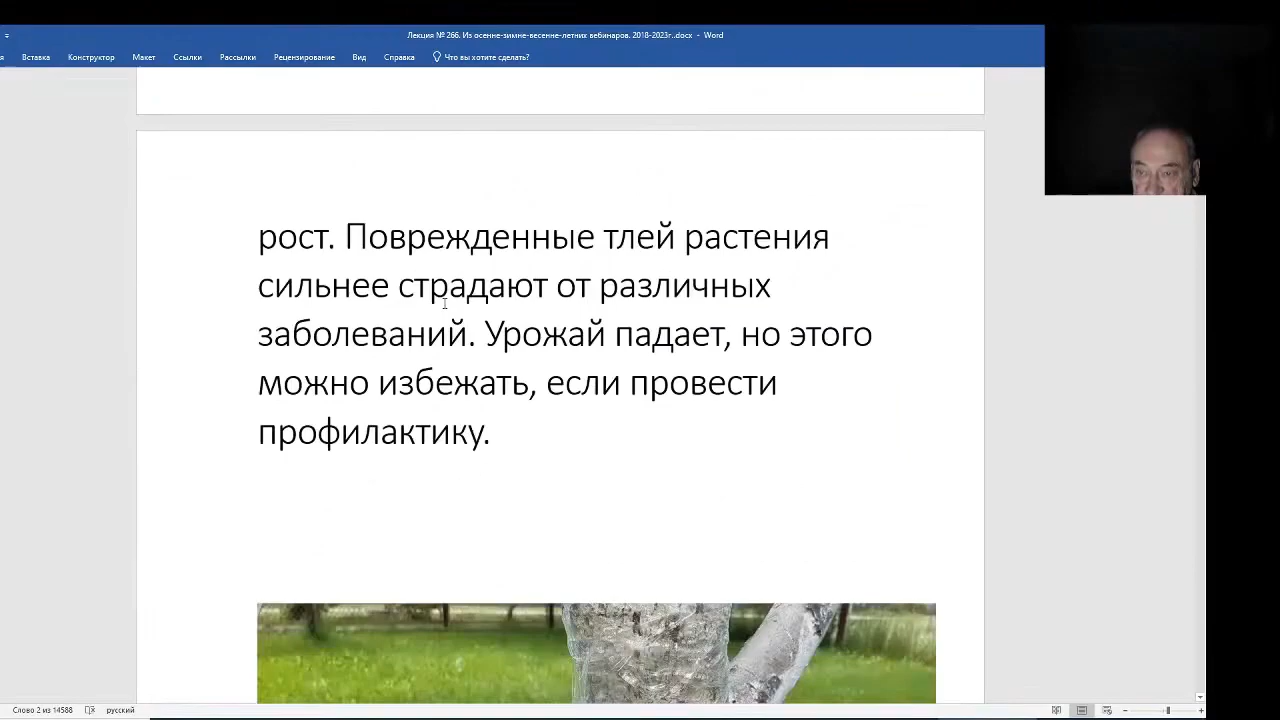 Лекция № 266. Из осенне-зимне-весенне-летних вебинаров. 2018-2023г..docx - Word
Вставка Конструктор Макет Ссылки Рассылки Рецензирование Вид Справка Что вы хотите сделать?
рост. Поврежденные тлей растения
сильнее страдают от различных
заболеваний. Урожай падает, но этого
можно избежать, если провести
профилактику.
Слово 2 из 14588 русский